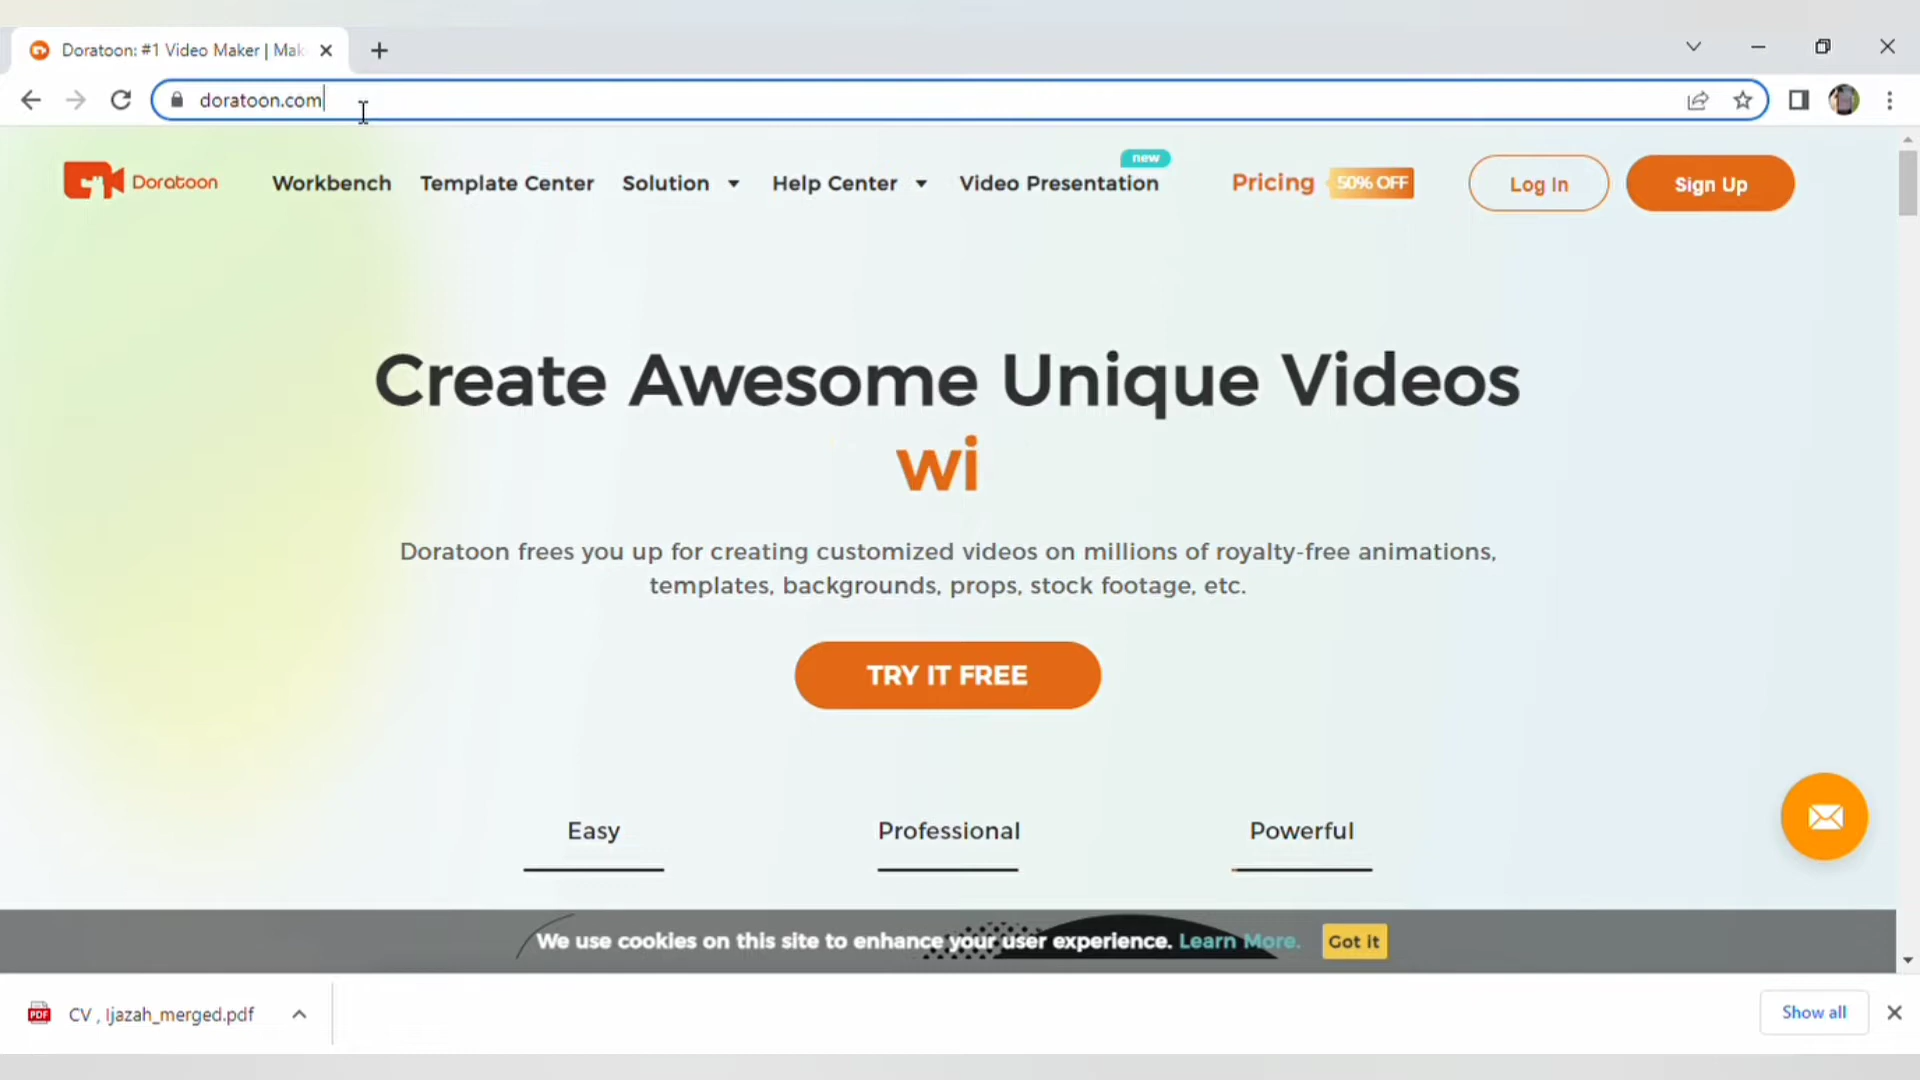 Doratoon: #1 Video Maker | Mak
doratoon.com
new
Doratoon
Workbench
Template Center
Solution
Help Center
Video Presentation
Pricing
50% OFF
Log In
Sign Up
Create Awesome Unique Videos
wi
Doratoon frees you up for creating customized videos on millions of royalty-free animations,
templates, backgrounds, props, stock footage, etc.
TRY IT FREE
Easy
Professional
Powerful
We use cookies on this site to enhance your user experience. Learn More.
Got it
PDF
CV , Ijazah_merged.pdf
Show all